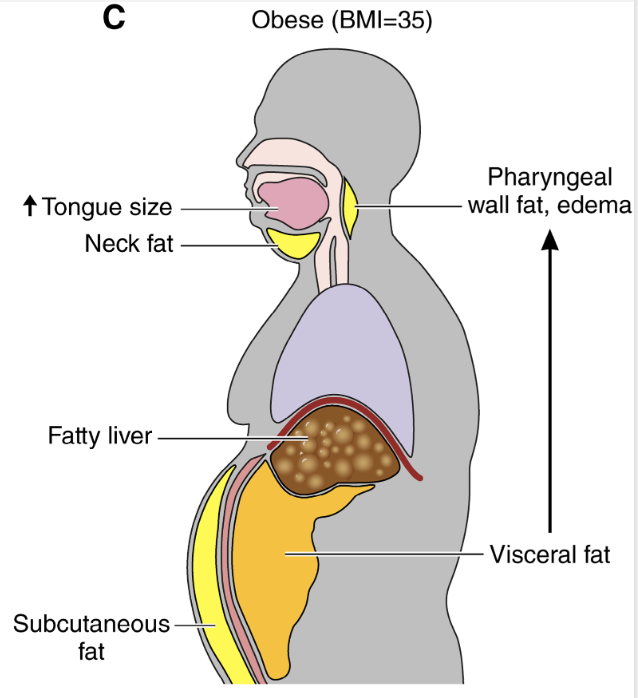 C
Obese (BMI=35)
Pharyngeal
wall fat, edema
↑ Tongue size
Neck fat
Fatty liver
Visceral fat
Subcutaneous
fat